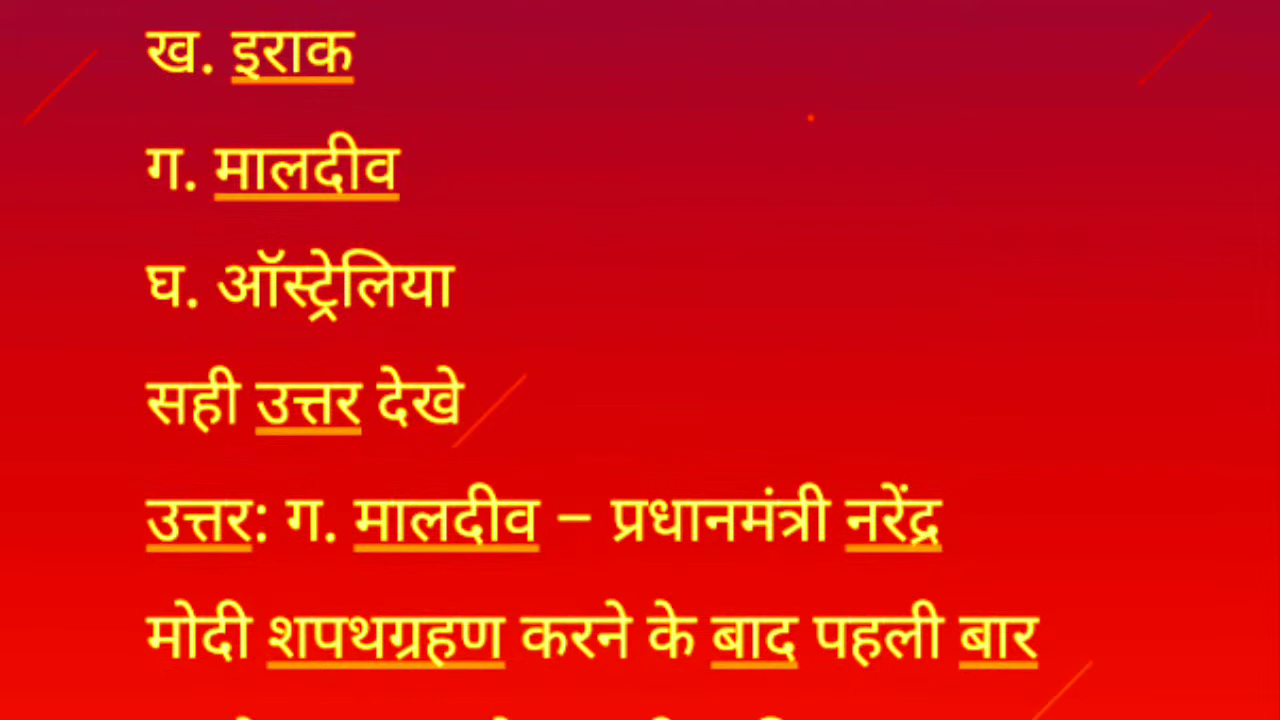 ख. इराक
ग. मालदीव
घ. ऑस्ट्रेलिया
सही उत्तर देखे
उत्तर: ग. मालदीव – प्रधानमंत्री नरेंद्र
मोदी शपथग्रहण करने के बाद पहली बार